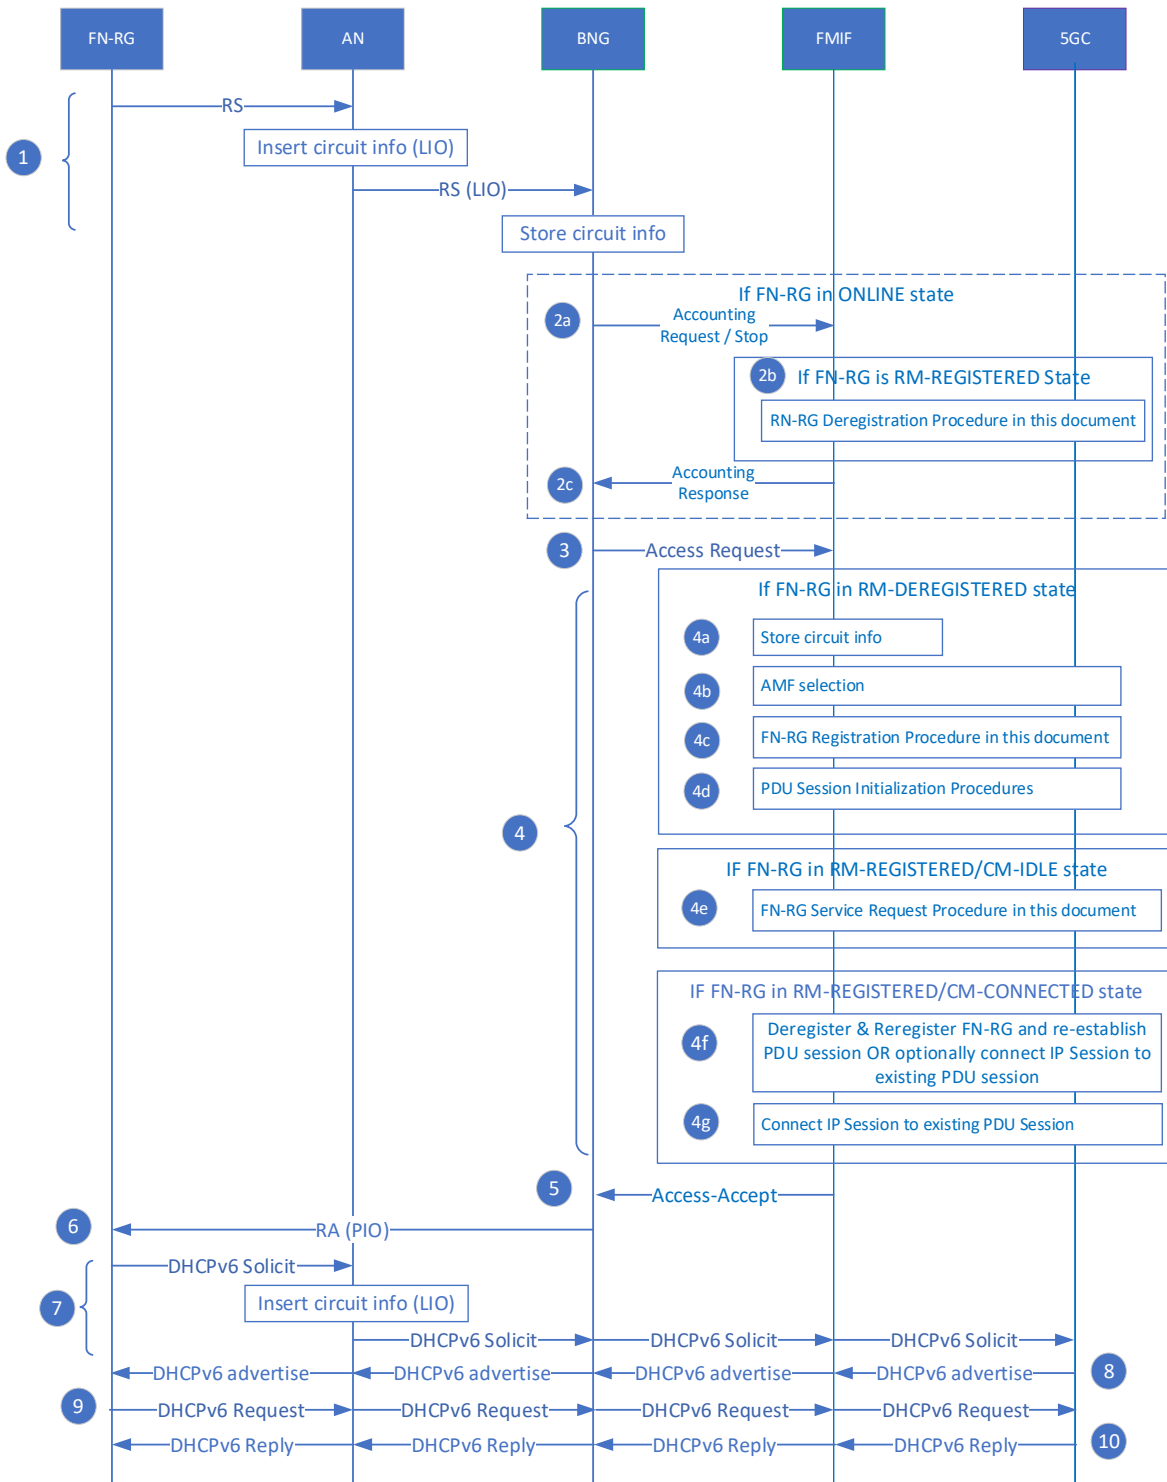 FN-RG
AN
BNG
FMIF
5GC
RS
1
Insert circuit info (LIO)
RS (LIO)
Store circuit info
If FN-RG in ONLINE state
2a
Accounting
Request / Stop
2b
If FN-RG is RM-REGISTERED State
RN-RG Deregistration Procedure in this document
2c
Accounting
Response
3
Access Request
If FN-RG in RM-DEREGISTERED state
4a
Store circuit info
4b
AMF selection
4c
FN-RG Registration Procedure in this document
4d
PDU Session Initialization Procedures
4
IF FN-RG in RM-REGISTERED/CM-IDLE state
4e
FN-RG Service Request Procedure in this document
IF FN-RG in RM-REGISTERED/CM-CONNECTED state
4f
Deregister & Reregister FN-RG and re-establish
PDU session OR optionally connect IP Session to
existing PDU session
4g
Connect IP Session to existing PDU Session
5
Access-Accept
6
RA (PIO)
DHCPv6 Solicit
7
Insert circuit info (LIO)
DHCPv6 Solicit
DHCPv6 Solicit
DHCPv6 Solicit
DHCPv6 advertise
DHCPv6 advertise
DHCPv6 advertise
DHCPv6 advertise
8
9
DHCPv6 Request
DHCPv6 Request
DHCPv6 Request
DHCPv6 Request
DHCPv6 Reply
DHCPv6 Reply
DHCPv6 Reply
DHCPv6 Reply
10